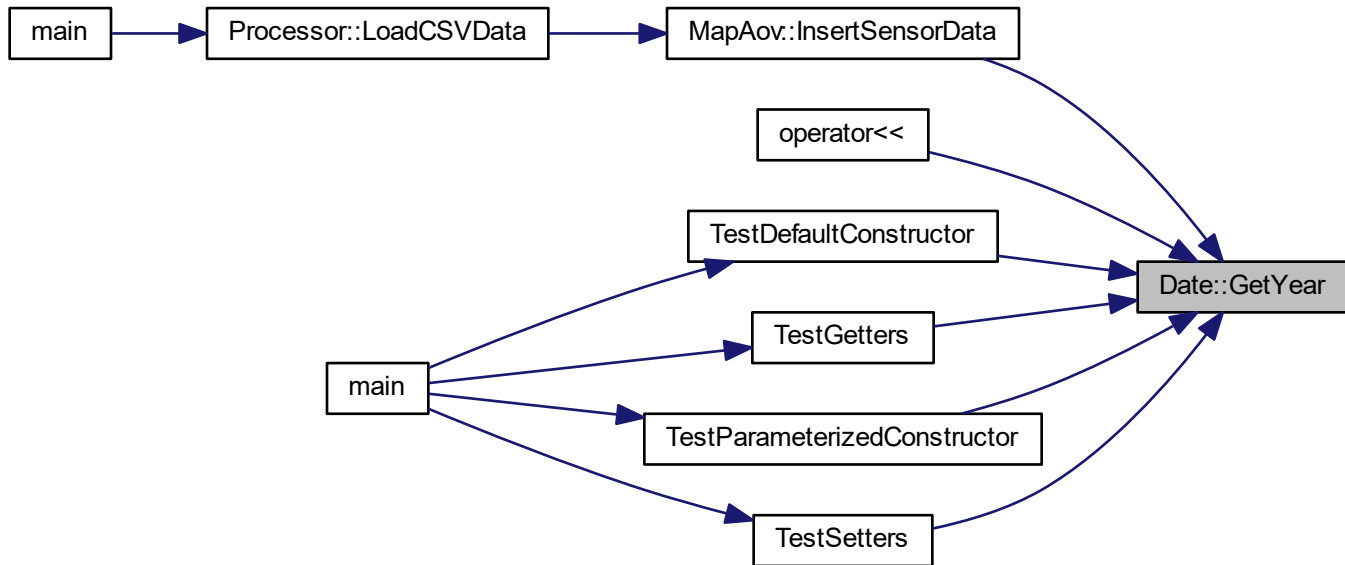 main
Processor::LoadCSVData
MapAov::InsertSensorData
operator<<
TestDefaultConstructor
Date::GetYear
TestGetters
main
TestParameterizedConstructor
TestSetters